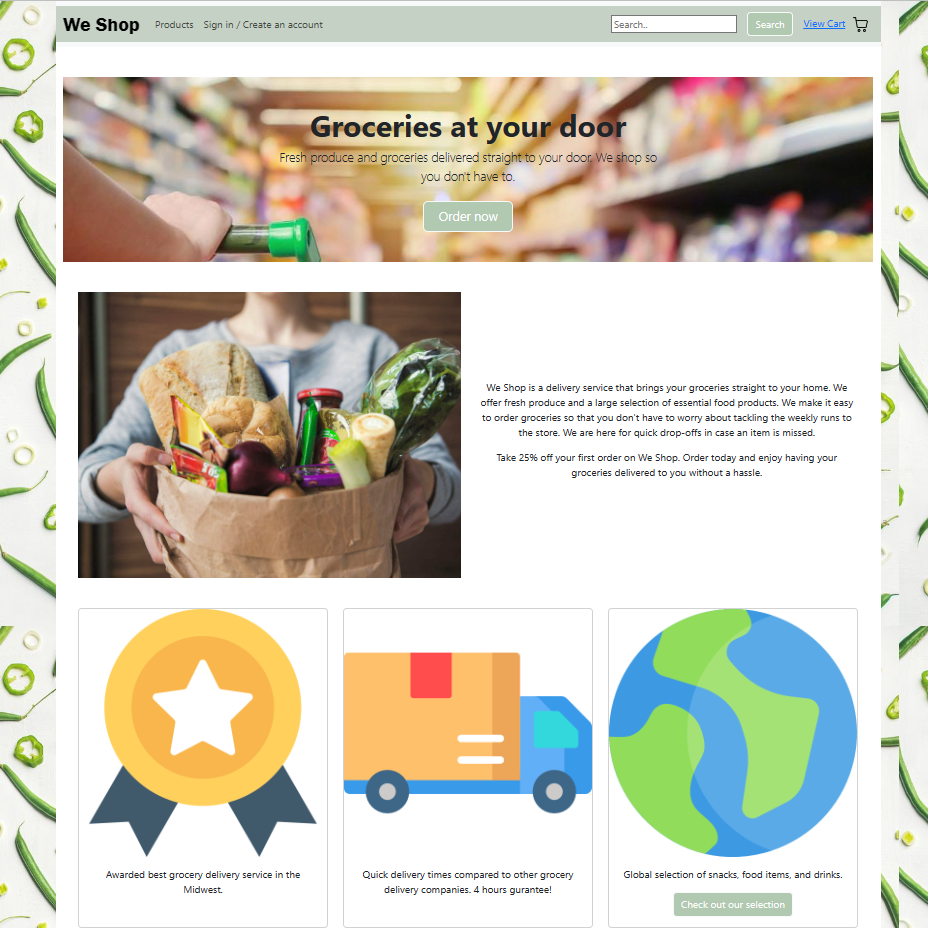 We Shop Products Sign in / Create an account Search.. Search View Cart
Groceries at your door
Fresh produce and groceries delivered straight to your door. We shop so
you don't have to.
Order now
We Shop is a delivery service that brings your groceries straight to your home. We
offer fresh produce and a large selection of essential food products. We make it easy
to order groceries so that you don't have to worry about tackling the weekly runs to
the store. We are here for quick drop-offs in case an item is missed.
Take 25% off your first order on We Shop. Order today and enjoy having your
groceries delivered to you without a hassle.
Awarded best grocery delivery service in the
Midwest.
Quick delivery times compared to other grocery
delivery companies. 4 hours gurantee!
Global selection of snacks, food items, and drinks.
Check out our selection